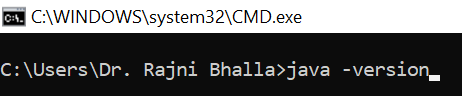 C:\WINDOWS\system32\CMD.exe
C:\Users\Dr. Rajni Bhalla>java -version